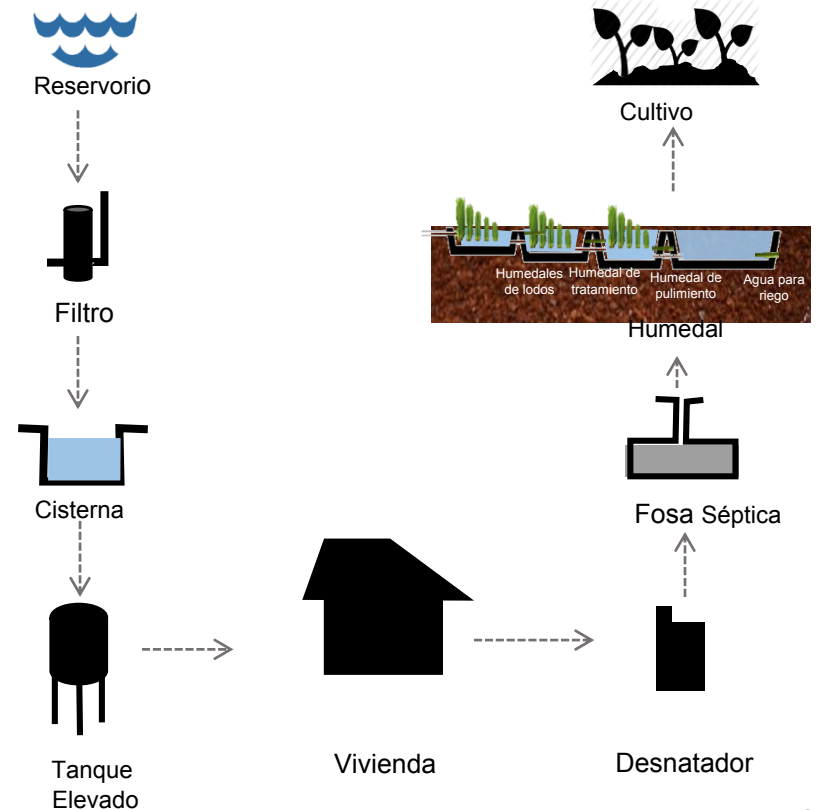 Reservorio
Filtro
Cisterna
Tanque
Elevado
Vivienda
Desnatador
Fosa Séptica
Humedal
Humedales
de lodos
Humedal de
tratamiento
Humedal de
pulimiento
Agua para
riego
Cultivo